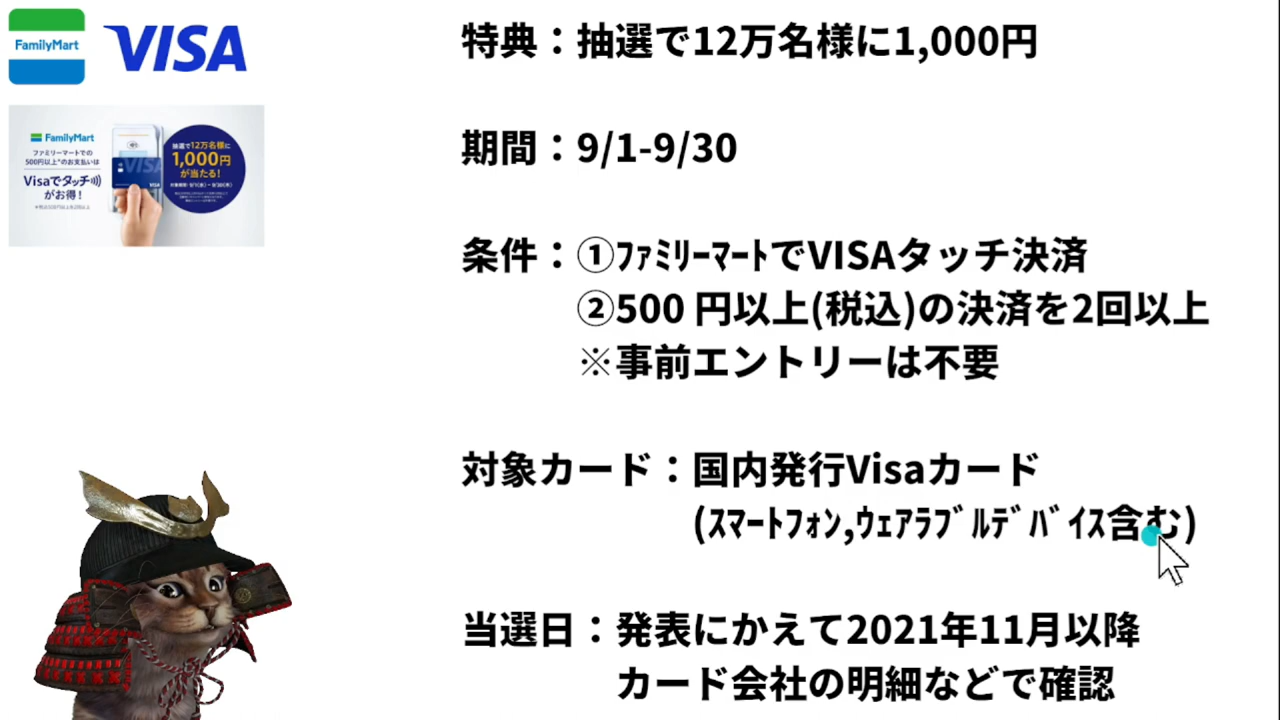 FamilyMart
VISA
特典：抽選で12万名様に1,000円
期間：9/1-9/30
FamilyMart
ファミリーマートでの
500円以上*のお支払いは
Visaでタッチ
がお得！
VISA
抽選で12万名様に
1,000円
が当たる！
条件：①ﾌｧﾐﾘｰﾏｰﾄでVISAタッチ決済
②500 円以上(税込)の決済を2回以上
※事前エントリーは不要
対象カード：国内発行Visaカード
(ｽﾏｰﾄﾌｫﾝ,ｳｪｱﾗﾌﾞﾙﾃﾞﾊﾞｲｽ含む)
当選日：発表にかえて2021年11月以降
カード会社の明細などで確認